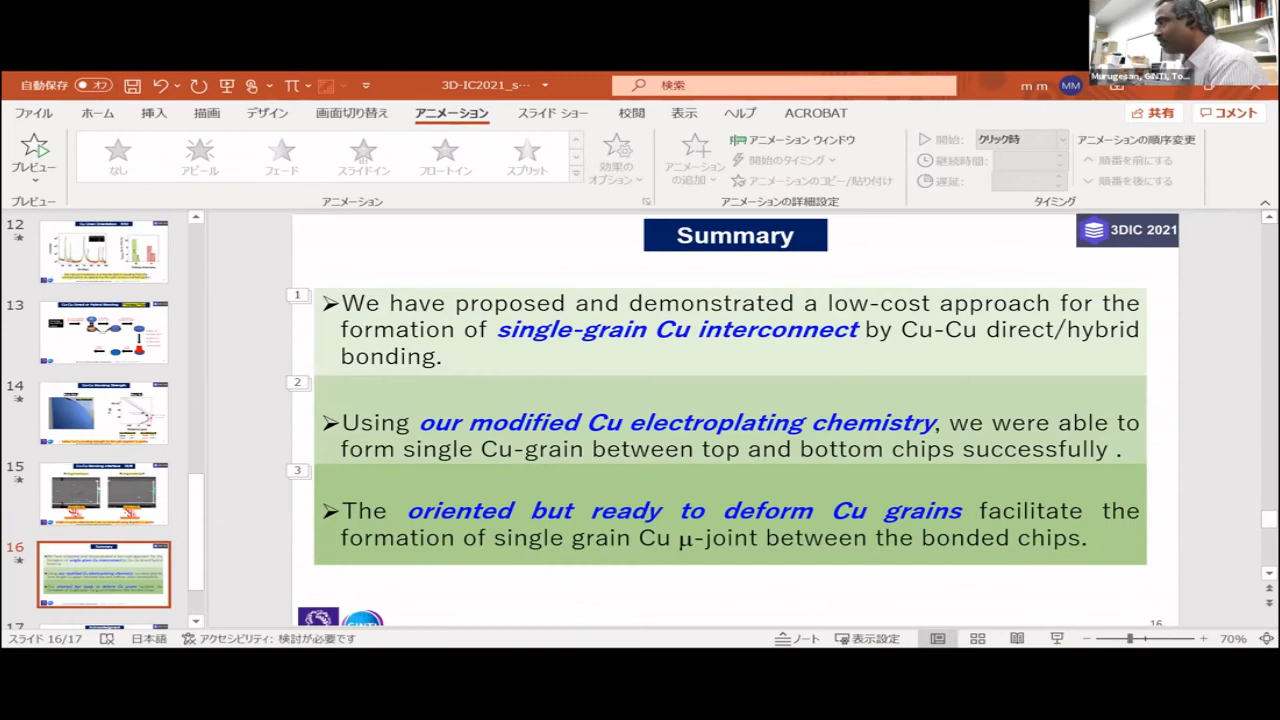 Murugesan, GINTI, To...
自動保存 オフ
3D-IC2021_s…
検索
m m
MM
ファイル ホーム 挿入 描画 デザイン 画面切り替え アニメーション スライド ショー 校閲 表示 ヘルプ ACROBAT
共有 コメント
プレビュー
なし アピール フェード スライドイン フロートイン スプリット
効果の
オプション
アニメーション
の追加
アニメーション ウィンドウ
開始のタイミング
アニメーションのコピー/貼り付け
開始: クリック時
継続時間:
遅延:
アニメーションの順序変更
順番を前にする
順番を後にする
プレビュー アニメーション アニメーションの詳細設定 タイミング
12
13
14
15
16
17
Summary
3DIC 2021
1
➢We have proposed and demonstrated a low-cost approach for the
formation of single-grain Cu interconnect by Cu-Cu direct/hybrid
bonding.
2
➢Using our modified Cu electroplating chemistry, we were able to
form single Cu-grain between top and bottom chips successfully .
3
➢The oriented but ready to deform Cu grains facilitate the
formation of single grain Cu μ-joint between the bonded chips.
GINTI
16
スライド 16/17 日本語 アクセシビリティ: 検討が必要です
ノート 表示設定 70%